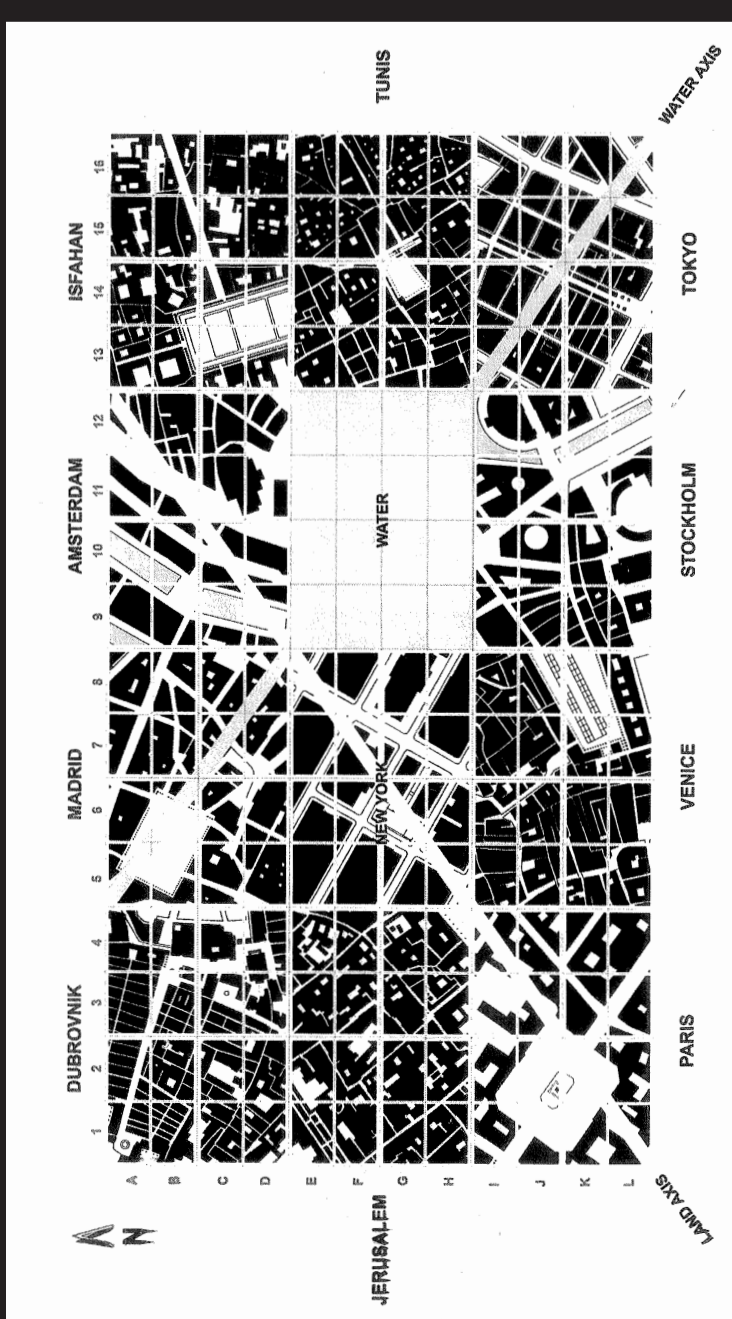 DUBROVNIK MADRID AMSTERDAM ISFAHAN
N
1 2 3 4 5 6 7 8 9 10 11 12 13 14 15 16
A
B
C
D
E
F
JERUSALEM NEW YORK WATER TUNIS
G
H
I
J
K
L
PARIS VENICE STOCKHOLM TOKYO
LAND AXIS
WATER AXIS